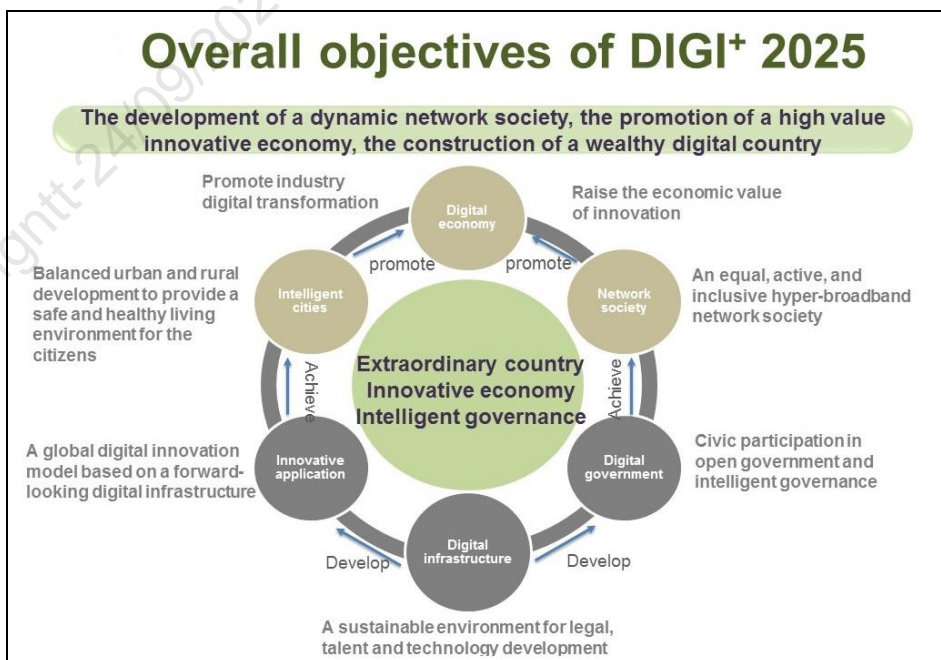 Overall objectives of DIGI⁺ 2025
The development of a dynamic network society, the promotion of a high value
innovative economy, the construction of a wealthy digital country
Promote industry
digital transformation
Digital
economy
Raise the economic value
of innovation
promote
promote
Balanced urban and rural
development to provide a
safe and healthy living
environment for the
citizens
Intelligent
cities
Network
society
An equal, active, and
inclusive hyper-broadband
network society
Extraordinary country
Innovative economy
Intelligent governance
Achieve
Achieve
A global digital innovation
model based on a forward-
looking digital infrastructure
Innovative
application
Digital
government
Civic participation in
open government and
intelligent governance
Digital
infrastructure
Develop
Develop
A sustainable environment for legal,
talent and technology development